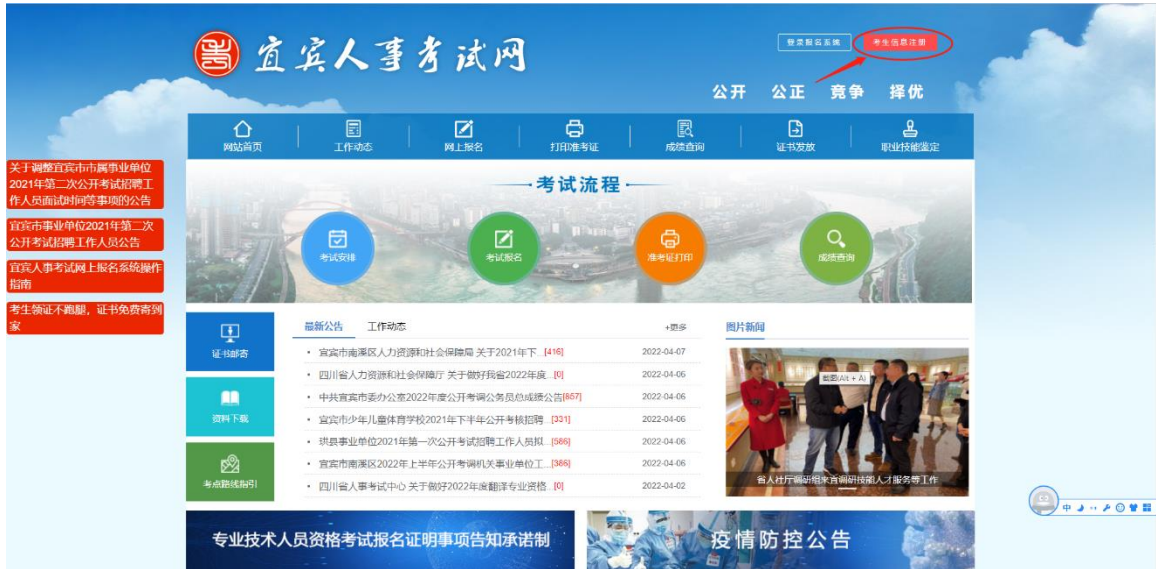 宜宾人事考试网
登录报名系统
考生信息注册
公开 公正 竞争 择优
网站首页
工作动态
网上报名
打印准考证
成绩查询
证书发放
职业技能鉴定
关于调整宜宾市市属事业单位
2021年第二次公开考试招聘工
作人员面试时间等事项的公告
宜宾市事业单位2021年第二次
公开考试招聘工作人员公告
宜宾人事考试网上报名系统操作
指南
考生领证不跑腿，证书免费寄到
家
考试流程
考试安排
考试报名
准考证打印
成绩查询
证书邮寄
资料下载
考点路线指引
最新公告 工作动态 +更多
• 宜宾市南溪区人力资源和社会保障局 关于2021年下...[416] 2022-04-07
• 四川省人力资源和社会保障厅 关于做好我省2022年度...[0] 2022-04-06
• 中共宜宾市委办公室2022年度公开考调公务员总成绩公告[857] 2022-04-06
• 宜宾市少年儿童体育学校2021年下半年公开考核招聘...[331] 2022-04-06
• 珙县事业单位2021年第一次公开考试招聘工作人员拟...[586] 2022-04-06
• 宜宾市南溪区2022年上半年公开考调机关事业单位工...[386] 2022-04-06
• 四川省人事考试中心 关于做好2022年度翻译专业资格...[0] 2022-04-02
图片新闻
截图(Alt + A)
省人社厅调研组来宜调研技能人才服务等工作
专业技术人员资格考试报名证明事项告知承诺制
疫情防控公告
中